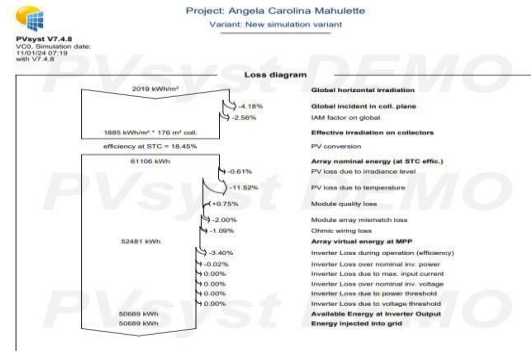 Project: Angela Carolina Mahulette
Variant: New simulation variant
PVsyst V7.4.8
VC0, Simulation date:
11/01/24 07:19
with V7.4.8
PVsyst DEMO
Loss diagram
2019 kWh/m² Global horizontal irradiation
-4.18% Global incident in coll. plane
-2.56% IAM factor on global
1885 kWh/m² * 176 m² coll. Effective irradiation on collectors
efficiency at STC = 18.45% PV conversion
61106 kWh Array nominal energy (at STC effic.)
-0.61% PV loss due to irradiance level
-11.52% PV loss due to temperature
+0.75% Module quality loss
PVsyst DEMO
-2.00% Module array mismatch loss
-1.09% Ohmic wiring loss
52481 kWh Array virtual energy at MPP
-3.40% Inverter Loss during operation (efficiency)
-0.02% Inverter Loss over nominal inv. power
0.00% Inverter Loss due to max. input current
0.00% Inverter Loss over nominal inv. voltage
0.00% Inverter Loss due to power threshold
0.00% Inverter Loss due to voltage threshold
PVsyst DEMO
50689 kWh Available Energy at Inverter Output
50689 kWh Energy injected into grid